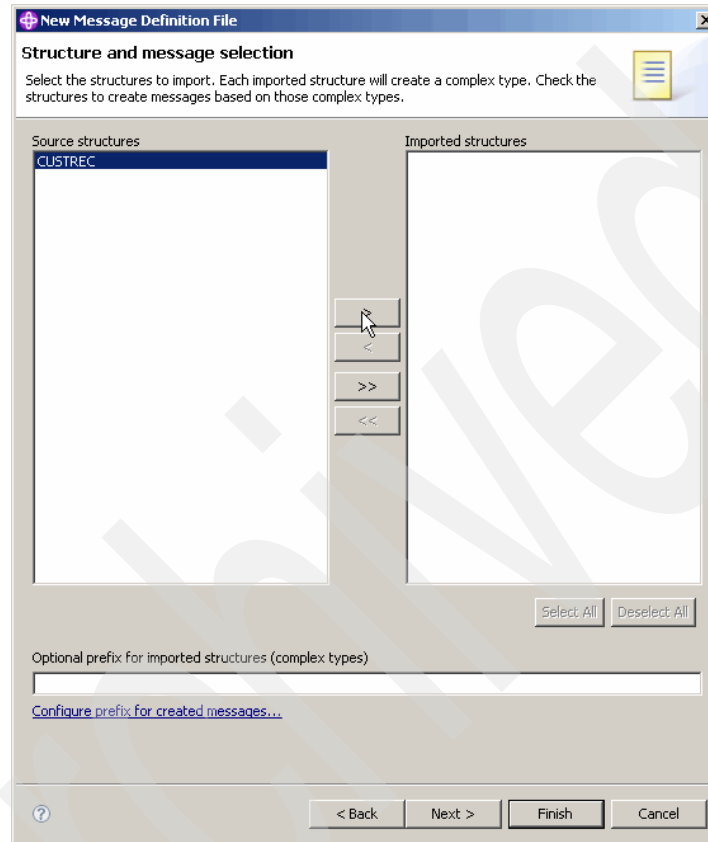 New Message Definition File
Structure and message selection
Select the structures to import. Each imported structure will create a complex type. Check the
structures to create messages based on those complex types.
Source structures
Imported structures
CUSTREC
>
<
>>
<<
Select All
Deselect All
Optional prefix for imported structures (complex types)
Configure prefix for created messages...
?
< Back
Next >
Finish
Cancel